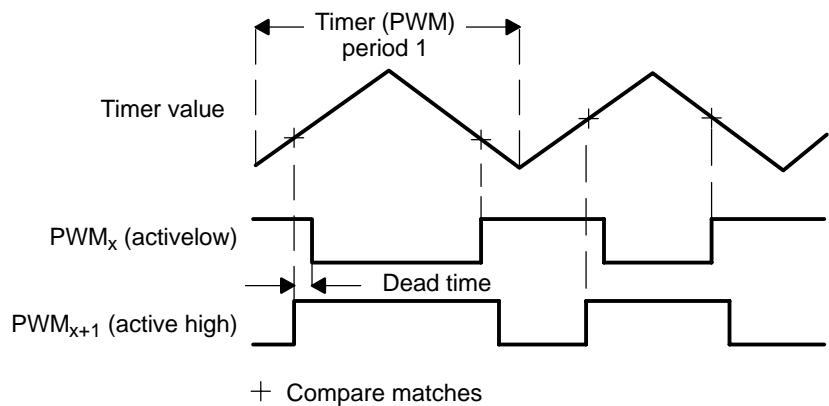 Timer (PWM)
period 1
Timer value
PWMx (activelow)
Dead time
PWMx+1 (active high)
+ Compare matches